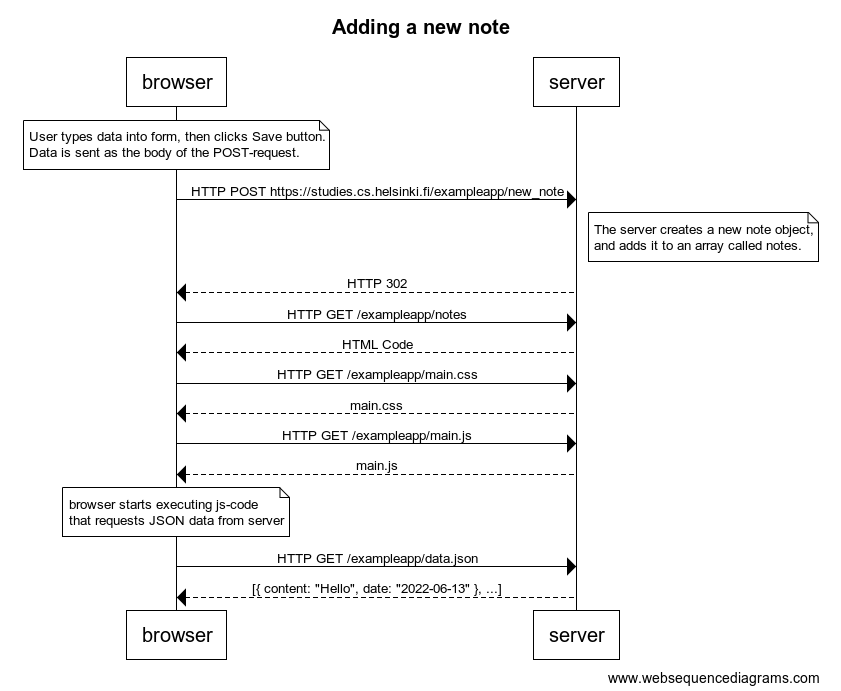 Adding a new note
browser
server
User types data into form, then clicks Save button.
Data is sent as the body of the POST-request.
HTTP POST https://studies.cs.helsinki.fi/exampleapp/new_note
The server creates a new note object,
and adds it to an array called notes.
HTTP 302
HTTP GET /exampleapp/notes
HTML Code
HTTP GET /exampleapp/main.css
main.css
HTTP GET /exampleapp/main.js
main.js
browser starts executing js-code
that requests JSON data from server
HTTP GET /exampleapp/data.json
[{ content: "Hello", date: "2022-06-13" }, ...]
browser
server
www.websequencediagrams.com